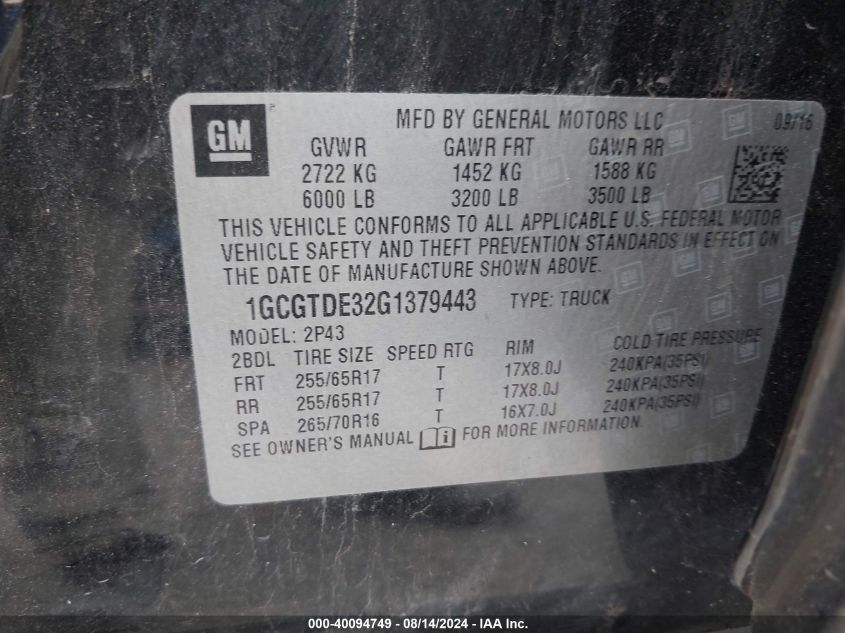 GM
MFD BY GENERAL MOTORS LLC 09/16
GVWR GAWR FRT GAWR RR
2722 KG 1452 KG 1588 KG
6000 LB 3200 LB 3500 LB
THIS VEHICLE CONFORMS TO ALL APPLICABLE U.S. FEDERAL MOTOR
VEHICLE SAFETY AND THEFT PREVENTION STANDARDS IN EFFECT ON
THE DATE OF MANUFACTURE SHOWN ABOVE.
1GCGTDE32G1379443 TYPE: TRUCK
MODEL: 2P43
2BDL TIRE SIZE SPEED RTG RIM COLD TIRE PRESSURE
FRT 255/65R17 T 17X8.0J 240KPA(35PSI)
RR 255/65R17 T 17X8.0J 240KPA(35PSI)
SPA 265/70R16 T 16X7.0J 240KPA(35PSI)
SEE OWNER'S MANUAL i FOR MORE INFORMATION.
000-40094749 - 08/14/2024 - IAA Inc.